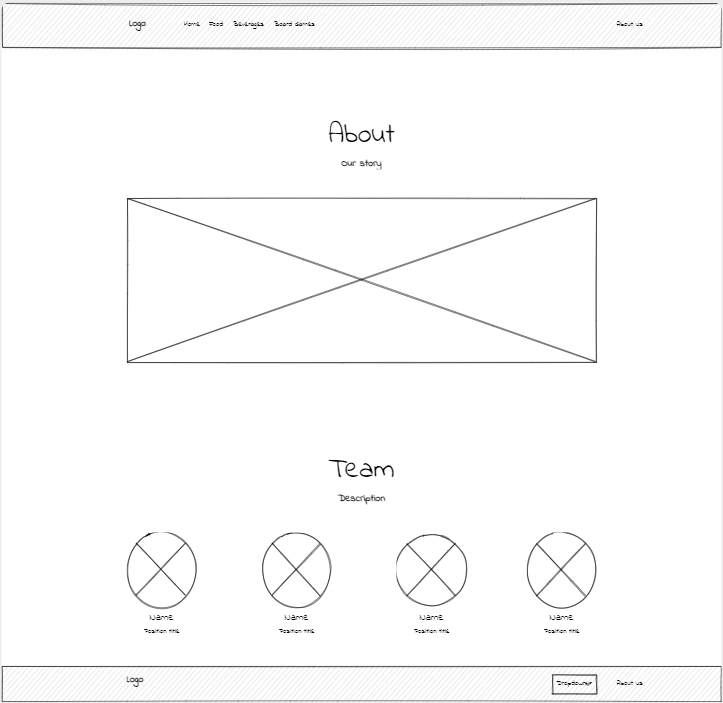 Logo Home Food Beverages Board Games About us
About
Our story
Team
Description
Name Name Name Name
Position title Position title Position title Position title
Logo Dropdown About us